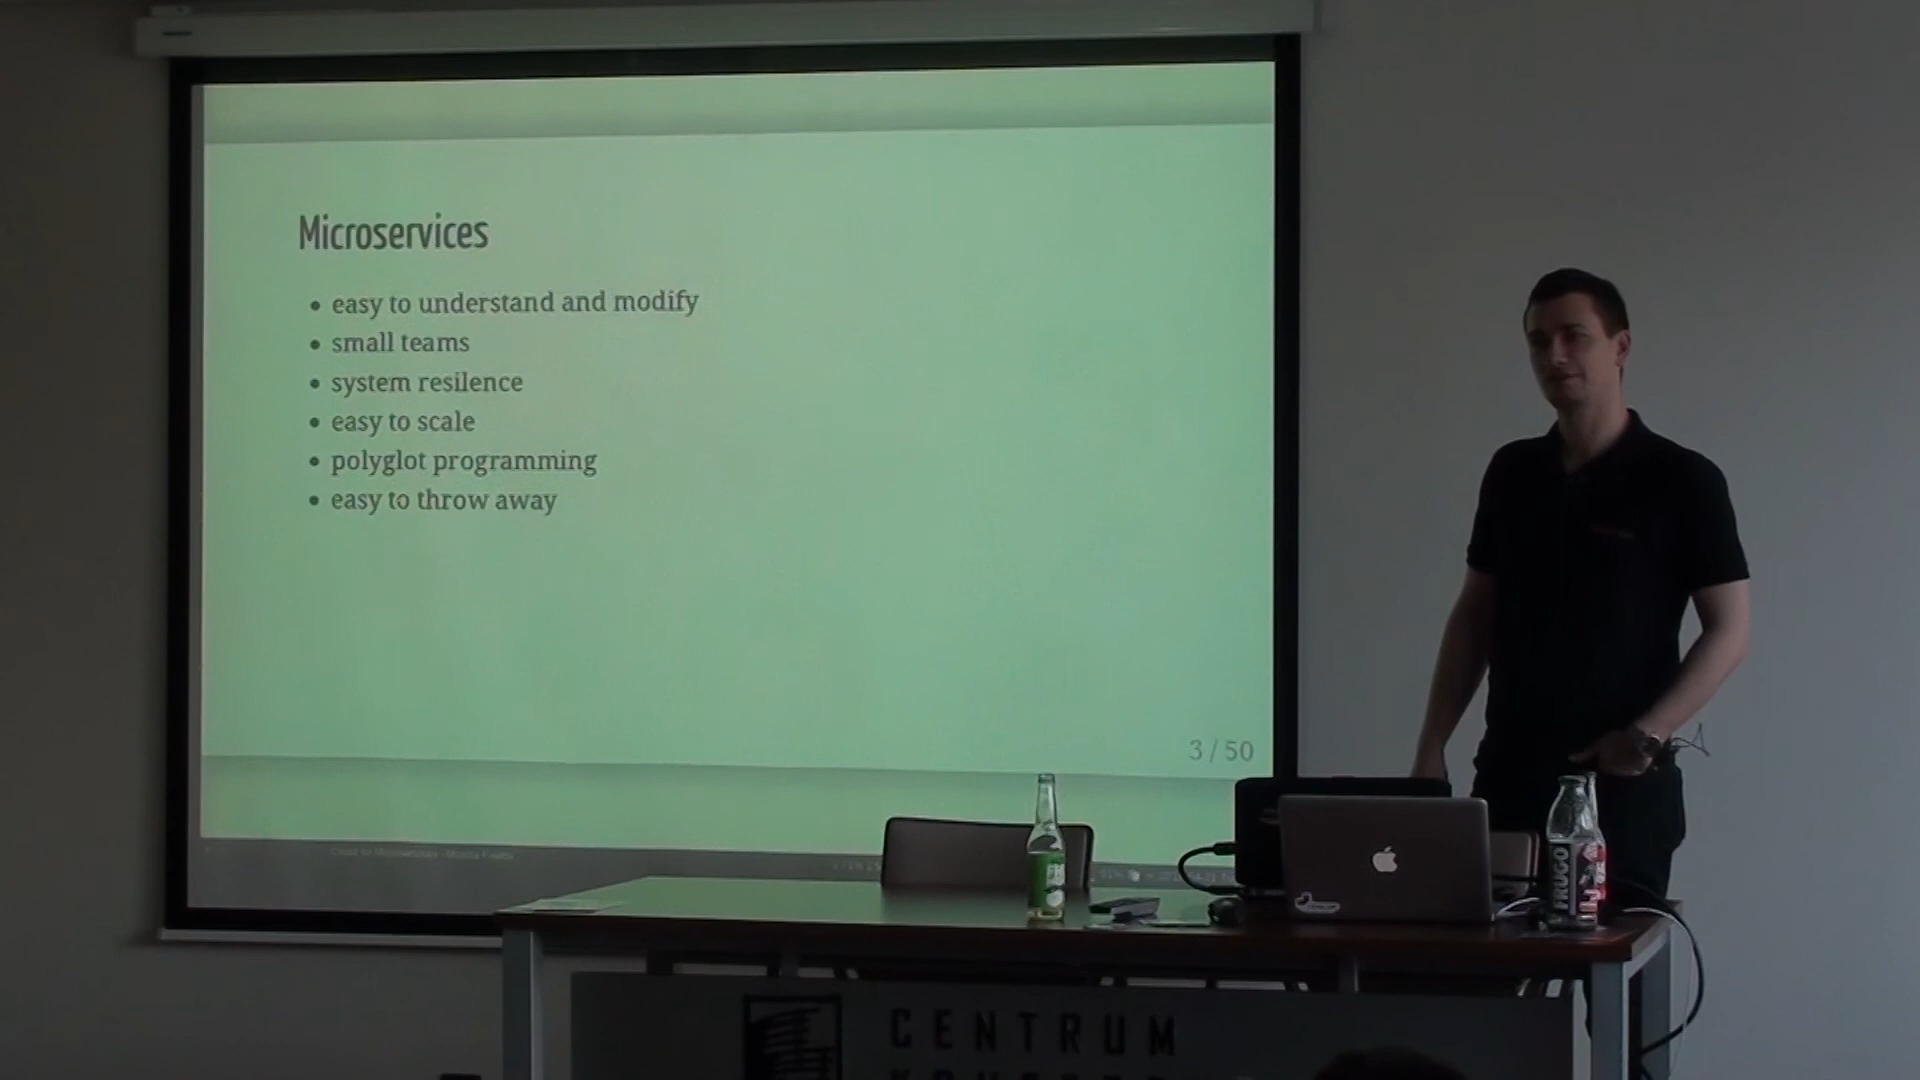 Microservices
• easy to understand and modify
• small teams
• system resilence
• easy to scale
• polyglot programming
• easy to throw away
3 / 50
FRUGO
CENTRUM